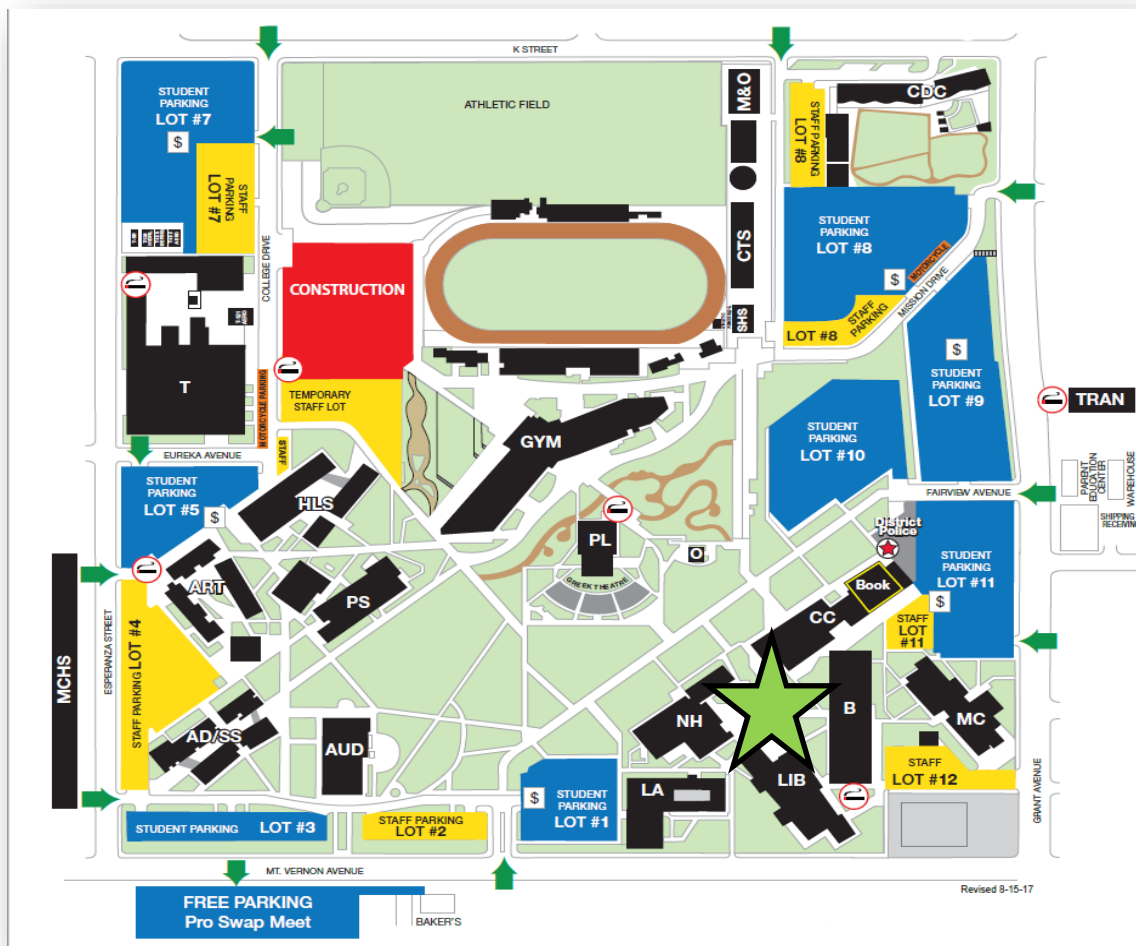 K STREET
STUDENT
PARKING
LOT #7
$
STAFF
PARKING
LOT #7
ATHLETIC FIELD
M&O
STAFF PARKING
LOT #8
CDC
COLLEGE DRIVE
CONSTRUCTION
CTS
SHS
STUDENT
PARKING
LOT #8
$
MOTORCYCLE
MISSION DRIVE
STAFF
PARKING
LOT #8
T
MOTORCYCLE PARKING
TEMPORARY
STAFF LOT
STAFF
$
STUDENT
PARKING
LOT #9
TRAN
GYM
STUDENT
PARKING
LOT #10
EUREKA AVENUE
STUDENT
PARKING
LOT #5
$
HLS
FAIRVIEW AVENUE
PARENT
EDUCATION
CENTER
WAREHOUSE
SHIPPING
RECEIVING
District
Police
PL
GREEK THEATRE
O
STUDENT
PARKING
LOT #11
$
Book
CC
STAFF
LOT
#11
ART
PS
MCHS
ESPERANZA STREET
STAFF PARKING LOT #4
AD/SS
AUD
NH
B
MC
LIB
LA
STAFF
LOT #12
GRANT AVENUE
$
STUDENT
PARKING
LOT #1
STUDENT PARKING LOT #3
STAFF PARKING
LOT #2
MT. VERNON AVENUE
Revised 8-15-17
FREE PARKING
Pro Swap Meet
BAKER'S